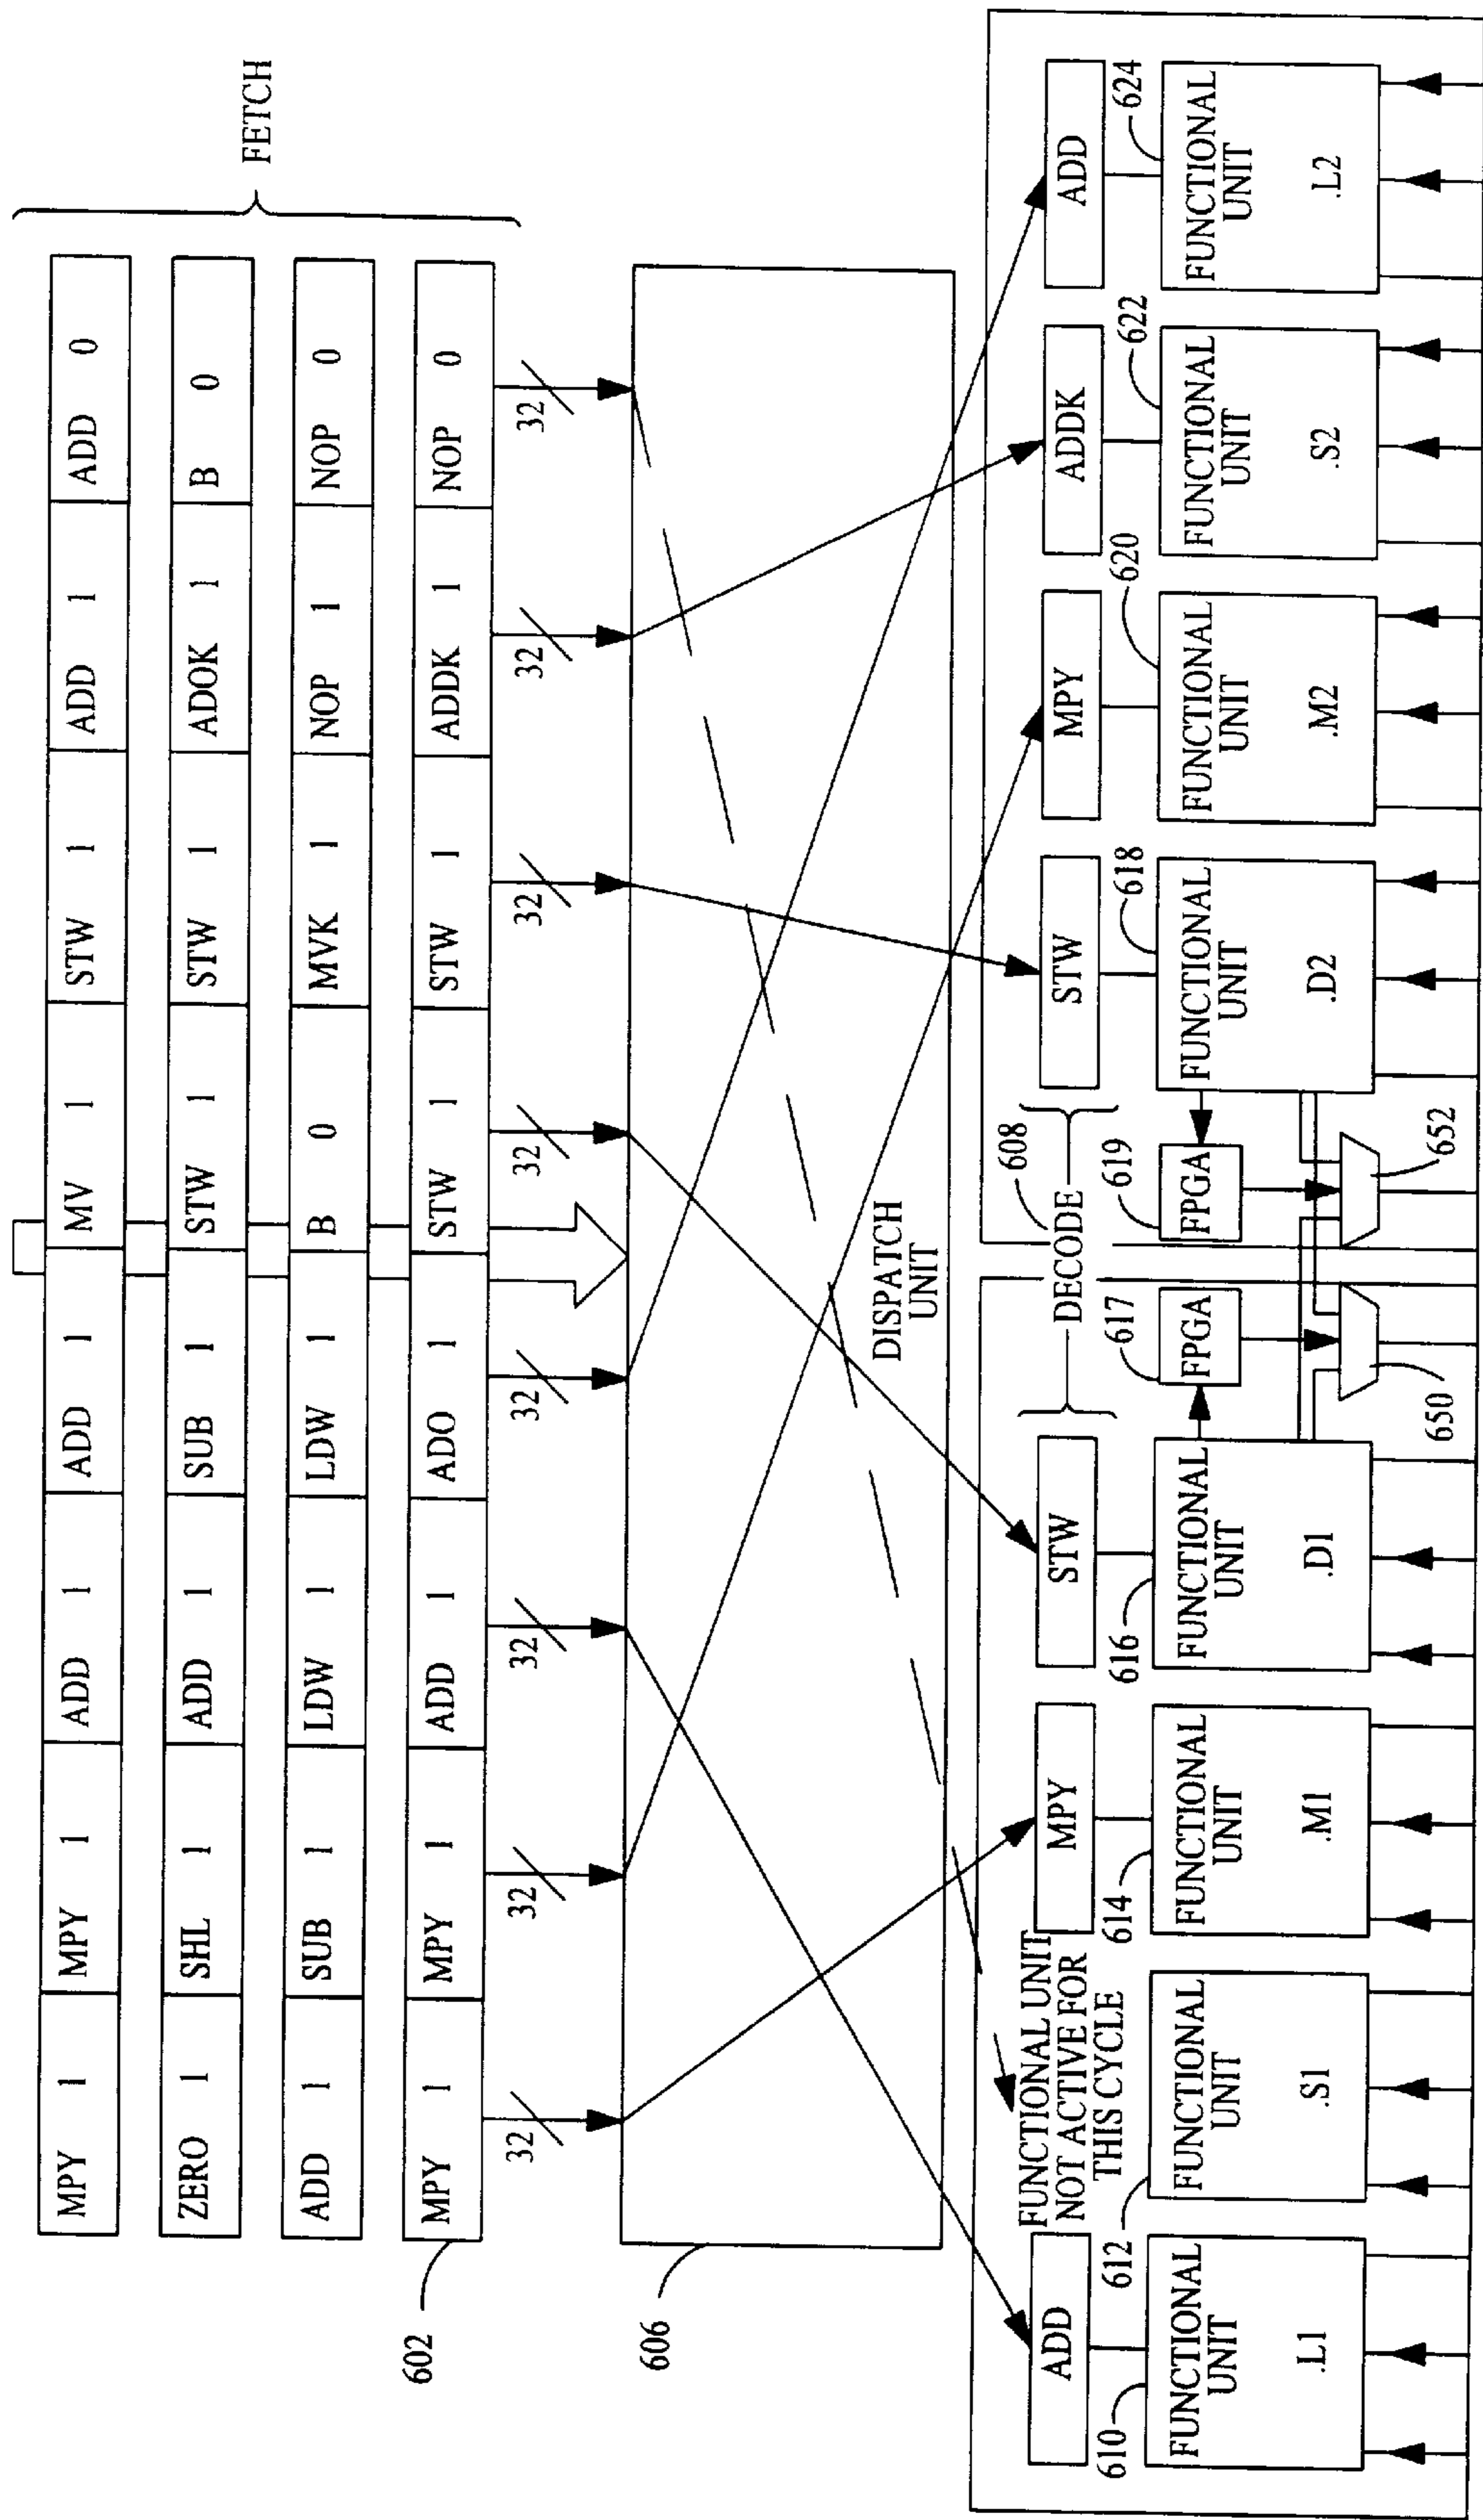 FETCH
MPY 1 MPY 1 ADD 1 ADD 1 MV 1 STW 1 ADD 1 ADD 0
ZERO 1 SHL 1 ADD 1 SUB 1 STW 1 STW 1 ADOK 1 B 0
ADD 1 SUB 1 LDW 1 LDW 1 B 0 MVK 1 NOP 1 NOP 0
MPY 1 MPY 1 ADD 1 ADO 1 STW 1 STW 1 ADDK 1 NOP 0
602
32 32 32 32 32 32 32 32
606
DISPATCH
UNIT
FUNCTIONAL UNIT
NOT ACTIVE FOR
THIS CYCLE
608
DECODE
ADD MPY STW STW MPY ADDK ADD
610 612 614 616 617 619 618 620 622 624
FUNCTIONAL
UNIT
.L1
FUNCTIONAL
UNIT
.S1
FUNCTIONAL
UNIT
.M1
FUNCTIONAL
UNIT
.D1
FPGA
FPGA
FUNCTIONAL
UNIT
.D2
FUNCTIONAL
UNIT
.M2
FUNCTIONAL
UNIT
.S2
FUNCTIONAL
UNIT
.L2
650
652